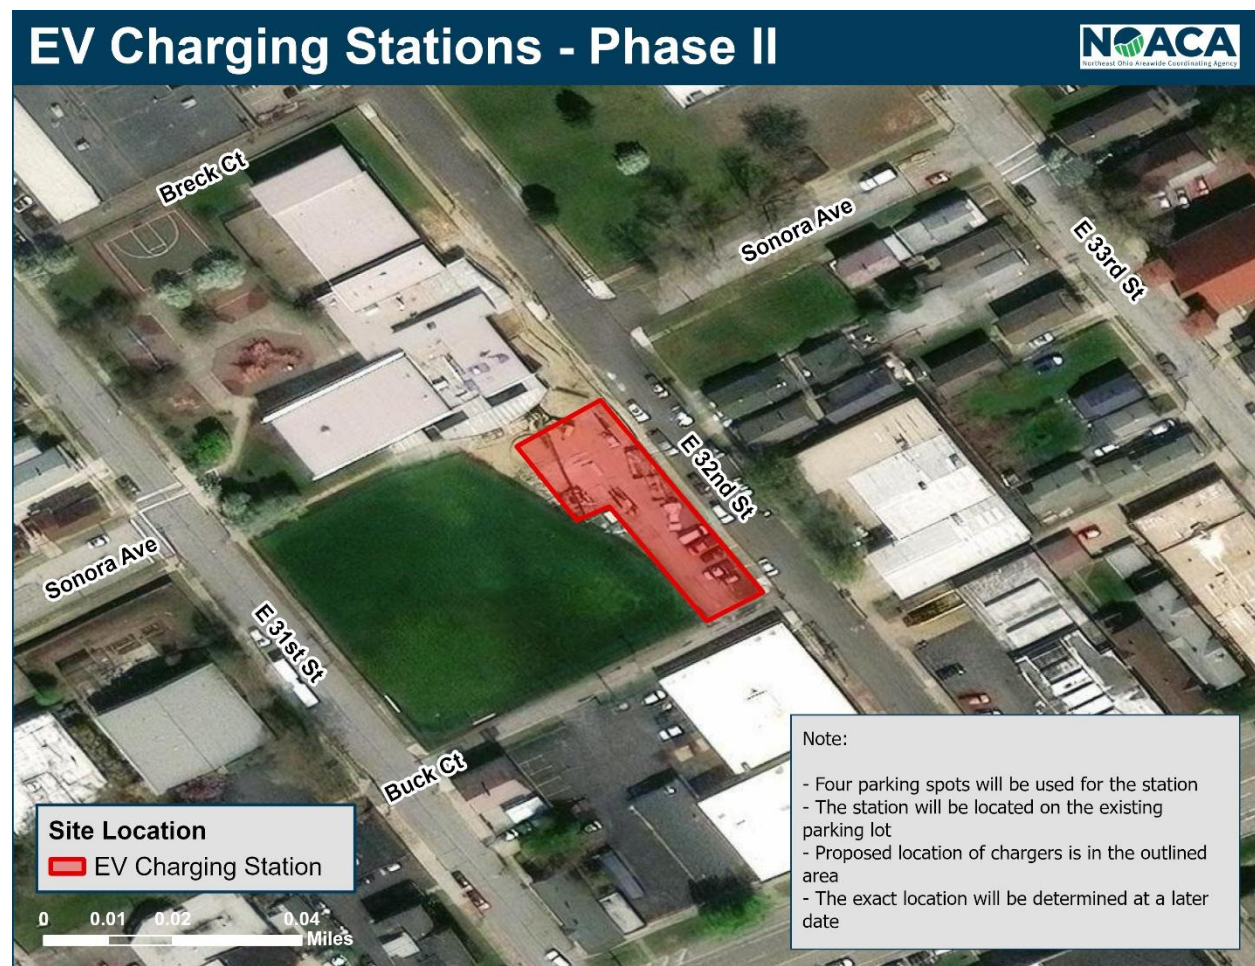 EV Charging Stations - Phase II
NOACA
Northeast Ohio Areawide Coordinating Agency
Breck Ct
Sonora Ave
E 33rd St
E 32nd St
Sonora Ave
E 31st St
Buck Ct
Site Location
EV Charging Station
0 0.01 0.02 0.04
Miles
Note:
- Four parking spots will be used for the station
- The station will be located on the existing
parking lot
- Proposed location of chargers is in the outlined
area
- The exact location will be determined at a later
date